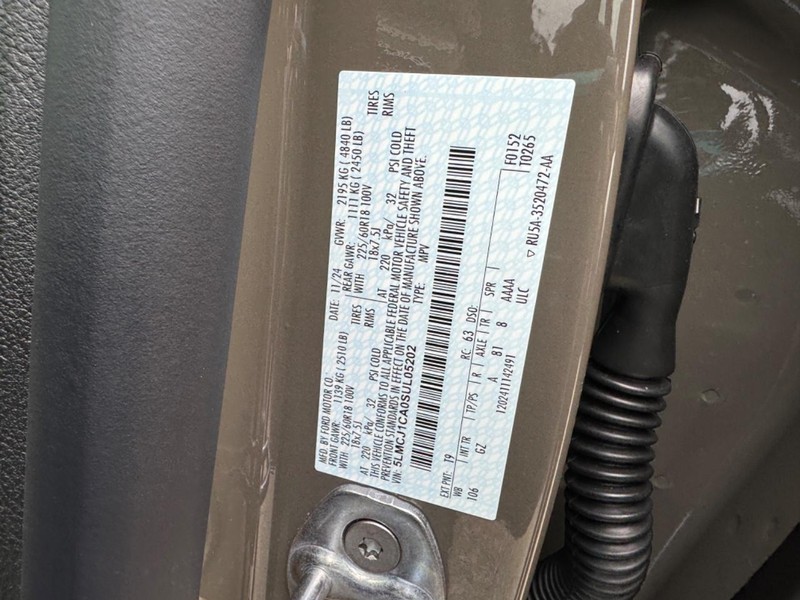 MFD. BY FORD MOTOR CO. DATE: 11/24 GVWR: 2195 KG ( 4840 LB)
FRONT GAWR: 1139 KG ( 2510 LB) REAR GAWR: 1111 KG ( 2450 LB)
WITH 225/60R18 100V TIRES WITH 225/60R18 100V TIRES
18x7.5J RIMS 18x7.5J RIMS
AT 220 kPa/ 32 PSI COLD AT 220 kPa/ 32 PSI COLD
THIS VEHICLE CONFORMS TO ALL APPLICABLE FEDERAL MOTOR VEHICLE SAFETY AND THEFT
PREVENTION STANDARDS IN EFFECT ON THE DATE OF MANUFACTURE SHOWN ABOVE.
VIN: 5LMCJ1CA0SUL05202 TYPE: MPV
F0152
T0265
EXT PNT: T9 RC: 63 DSO:
WB INT TR TP/PS R AXLE TR SPR
106 GZ A 81 8 AAAA
120241114249​1 ULC ▽ RU5A-3520472-AA